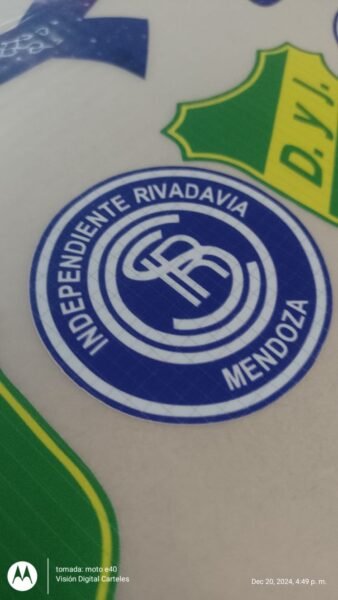 D. y J.
INDEPENDIENTE RIVADAVIA
MENDOZA
tomada: moto e40
Visión Digital Carteles
Dec 20, 2024, 4:49 p. m.